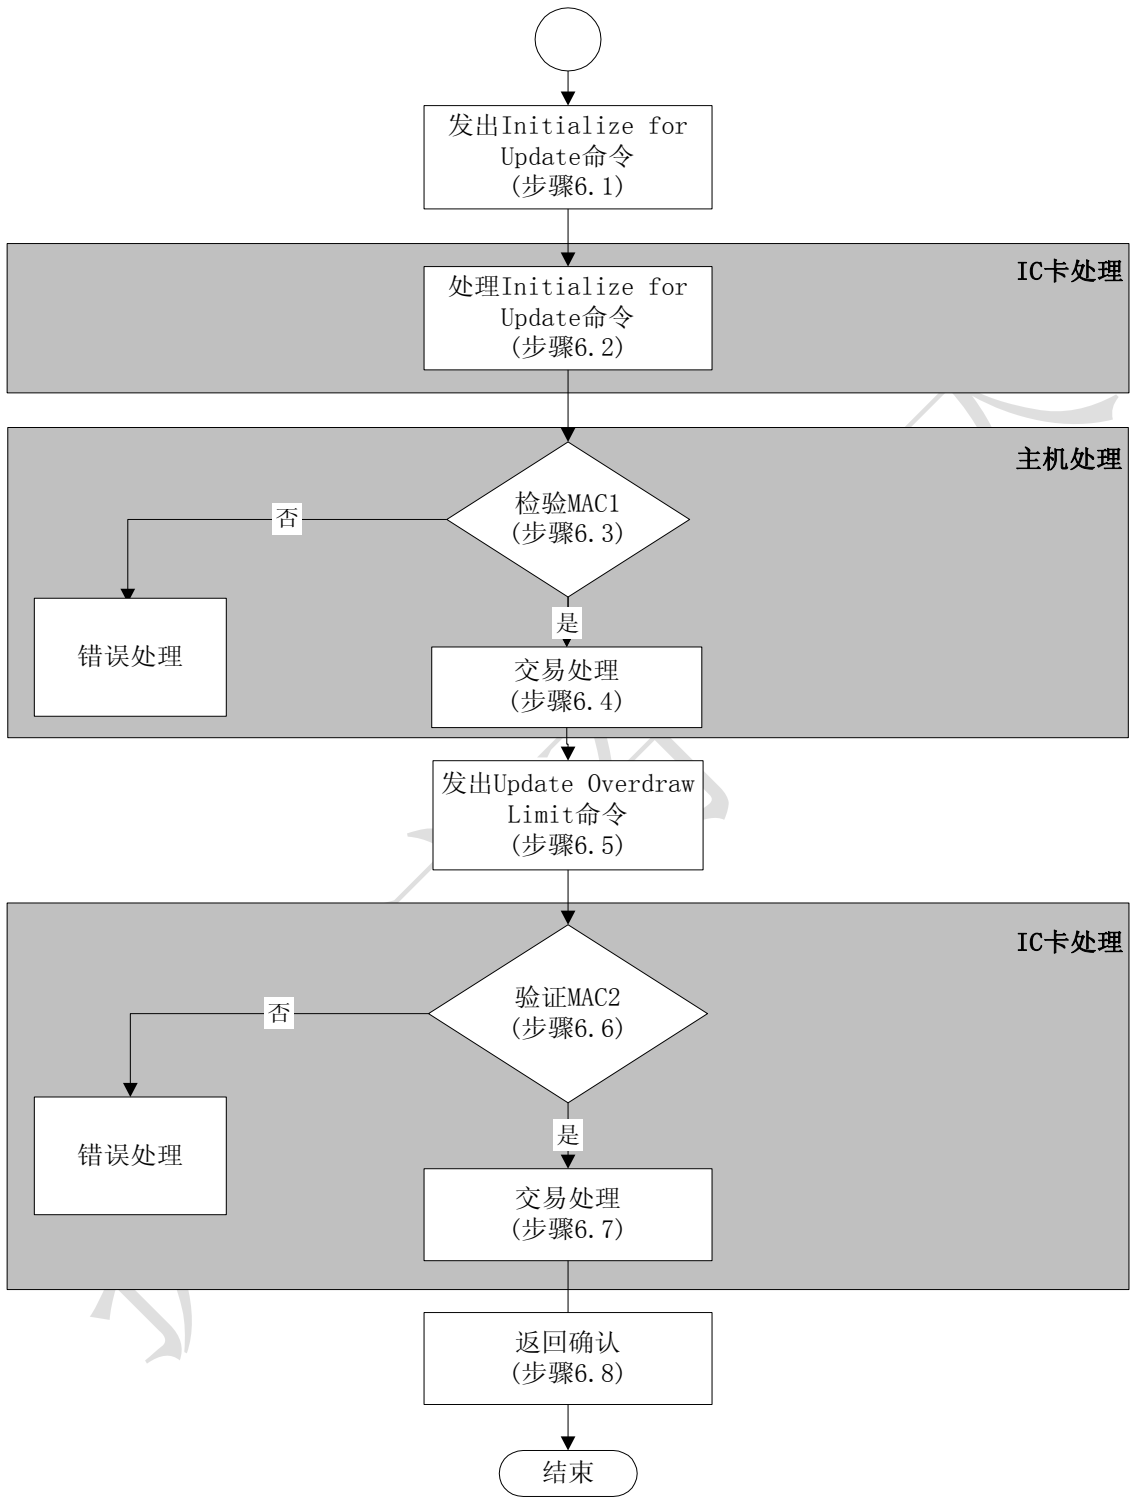 发出Initialize for
Update命令
(步骤6.1)
IC卡处理
处理Initialize for
Update命令
(步骤6.2)
主机处理
检验MAC1
(步骤6.3)
否
是
错误处理
交易处理
(步骤6.4)
发出Update Overdraw
Limit命令
(步骤6.5)
IC卡处理
验证MAC2
(步骤6.6)
否
是
错误处理
交易处理
(步骤6.7)
返回确认
(步骤6.8)
结束